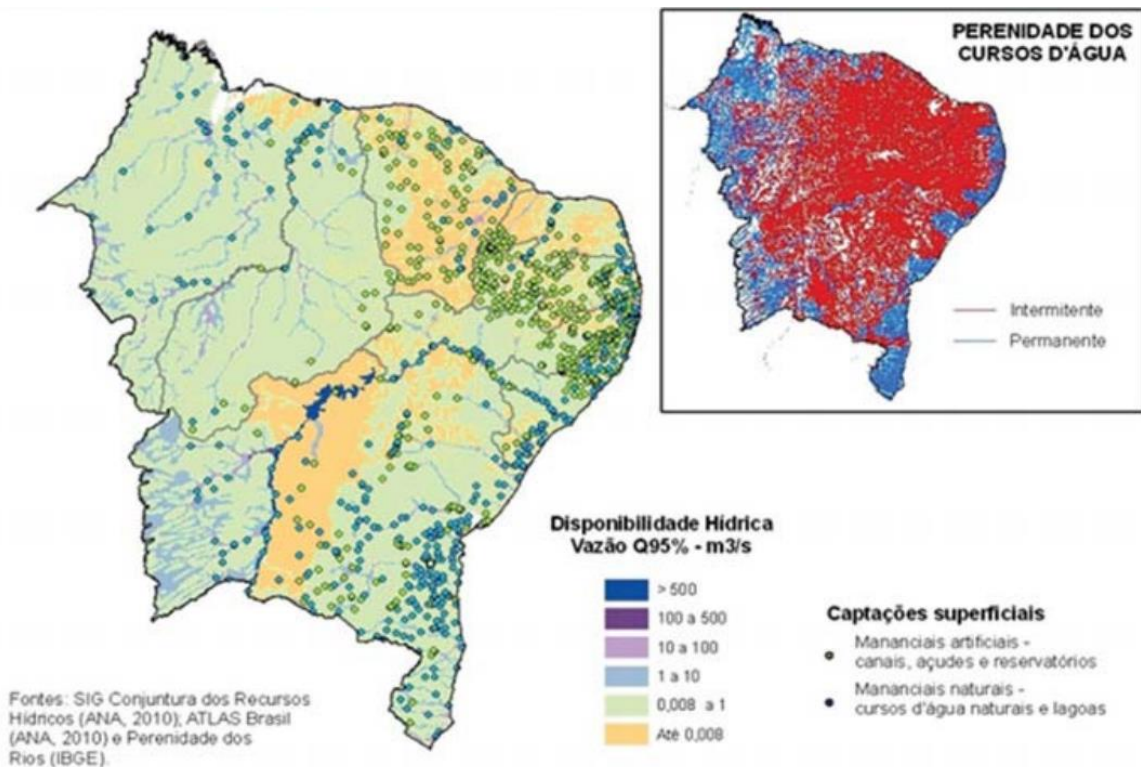 PERENIDADE DOS
CURSOS D'ÁGUA
Intermitente
Permanente
Disponibilidade Hídrica
Vazão Q95% - m3/s
> 500
100 a 500
10 a 100
1 a 10
0,008 a 1
Até 0,008
Captações superficiais
Mananciais artificiais -
canais, açudes e reservatórios
Mananciais naturais -
cursos d'água naturais e lagoas
Fontes: SIG Conjuntura dos Recursos
Hídricos (ANA, 2010); ATLAS Brasil
(ANA, 2010) e Perenidade dos
Rios (IBGE).